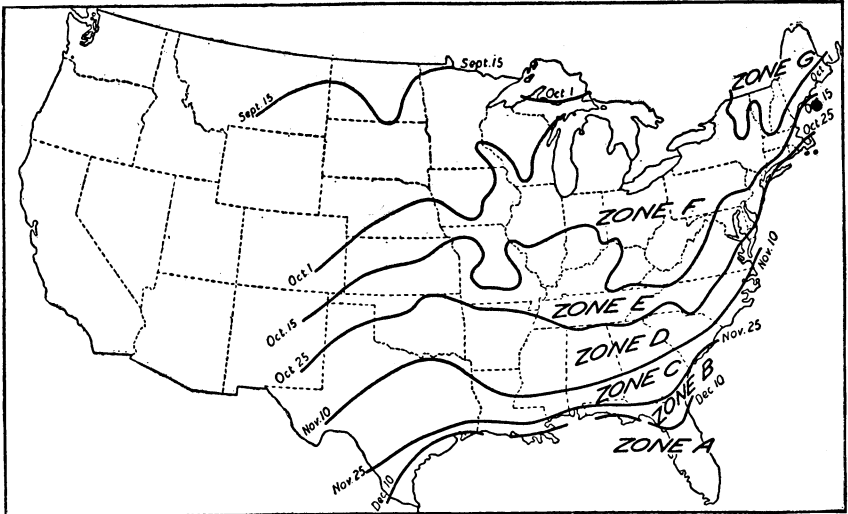 Sept. 15
Sept. 15
Oct 1
ZONE G
Oct
15
Oct. 25
ZONE F
Nov. 10
Oct. 1
Oct. 15
Oct 25
ZONE E
ZONE D
Nov. 25
ZONE C
ZONE B
Dec 10
Nov. 10
ZONE A
Nov. 25
Dec 10